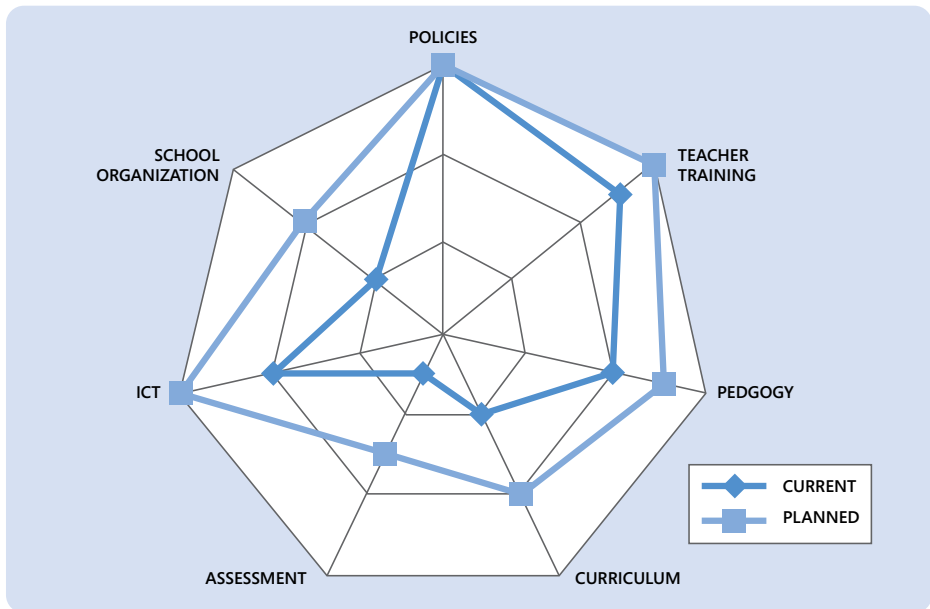 POLICIES
SCHOOL
ORGANIZATION
TEACHER
TRAINING
ICT
PEDGOGY
CURRENT
PLANNED
ASSESSMENT
CURRICULUM